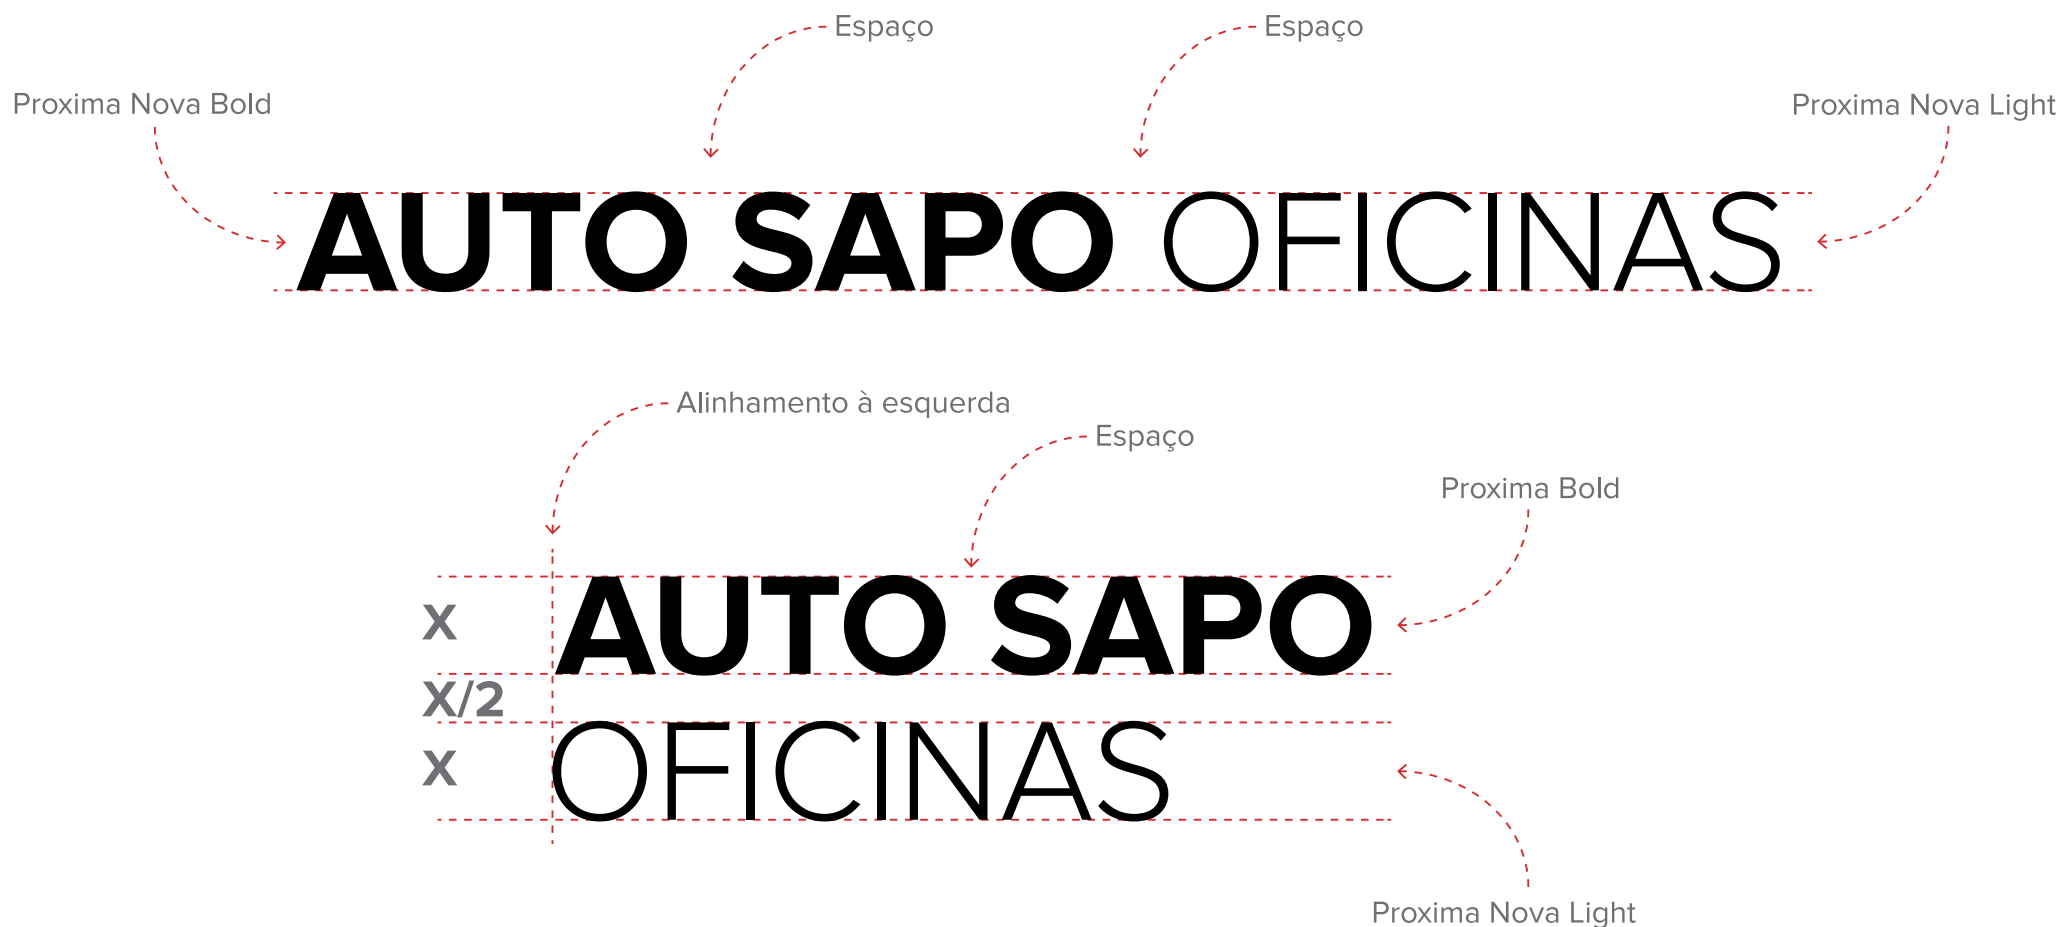 Espaço Espaço
Proxima Nova Bold Proxima Nova Light
AUTO SAPO OFICINAS
Alinhamento à esquerda
Espaço
Proxima Bold
X AUTO SAPO
X/2
X OFICINAS
Proxima Nova Light